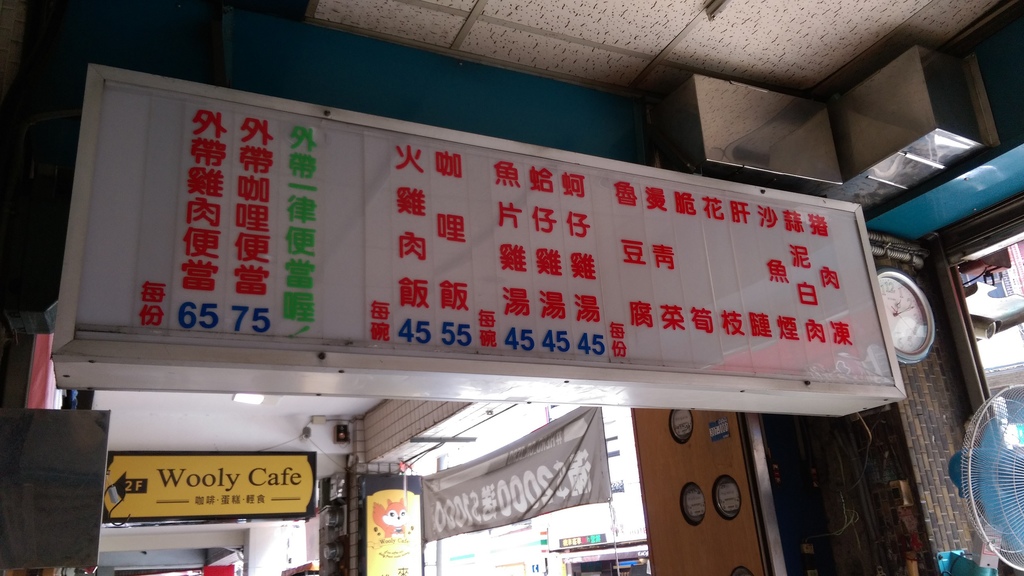 每份
外帶雞肉便當 65
外帶咖哩便當 75
外帶一律便當喔!
每碗
火雞肉飯 45
咖哩飯 55
每碗
魚片雞湯 45
蛤仔雞湯 45
蚵仔雞湯 45
每份
魯豆腐
燙青菜
脆筍
花枝
肝
沙魚煙
蒜泥白肉
豬肉凍
2F
Wooly Cafe
咖啡·蛋糕·輕食